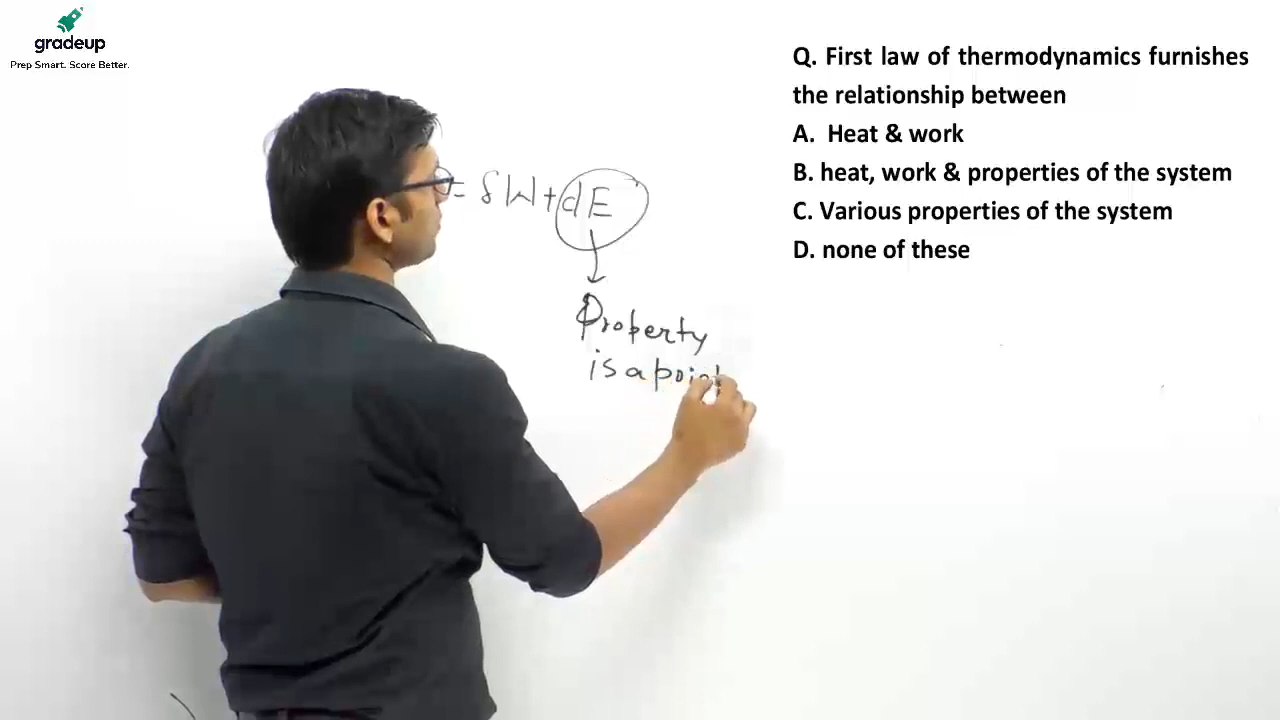 gradeup
Prep Smart. Score Better.
Q. First law of thermodynamics furnishes
the relationship between
A. Heat & work
B. heat, work & properties of the system
C. Various properties of the system
D. none of these
= δW+dE
Property
is a point